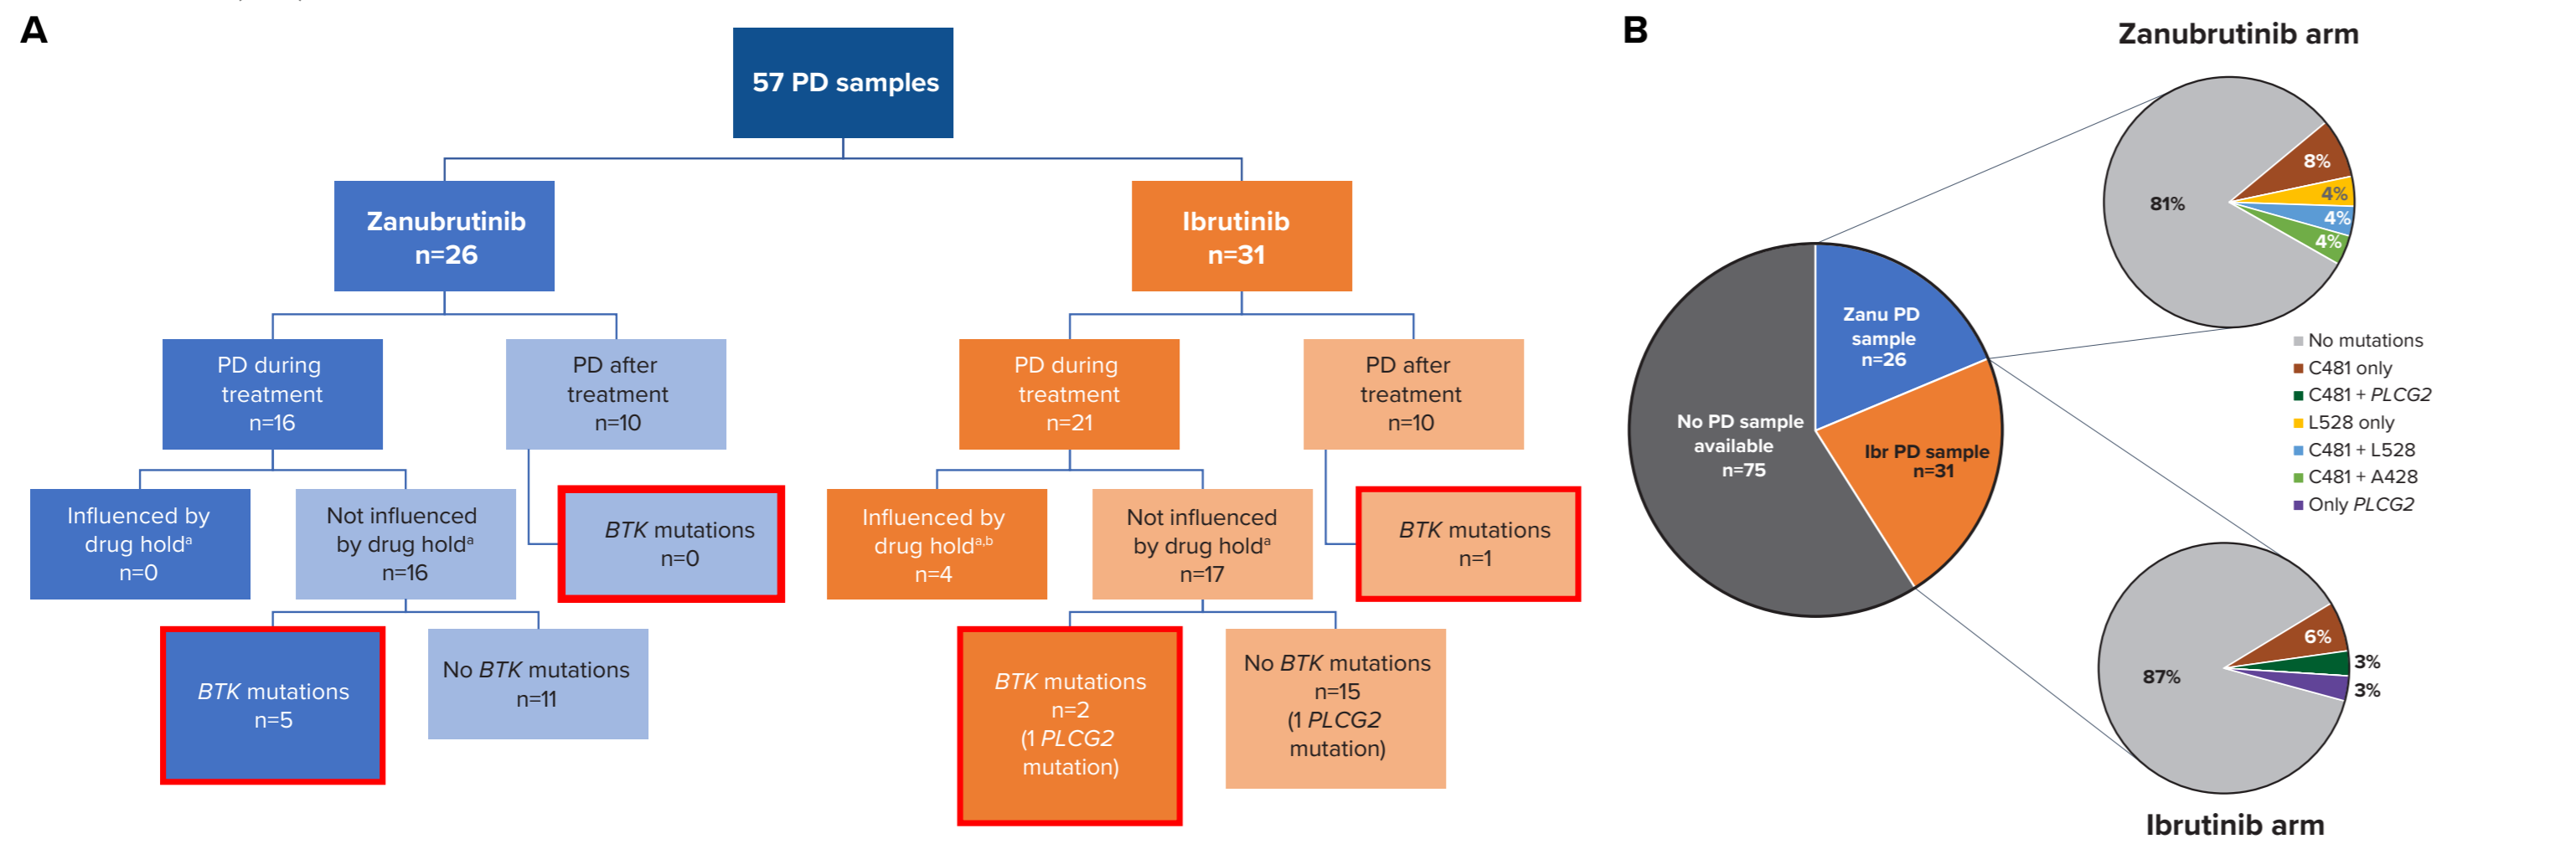 A
57 PD samples
Zanubrutinib
n=26
Ibrutinib
n=31
PD during
treatment
n=16
PD after
treatment
n=10
PD during
treatment
n=21
PD after
treatment
n=10
Influenced by
drug holdᵃ
n=0
Not influenced
by drug holdᵃ
n=16
BTK mutations
n=0
Influenced by
drug holdᵃ,ᵇ
n=4
Not influenced
by drug holdᵃ
n=17
BTK mutations
n=1
BTK mutations
n=5
No BTK mutations
n=11
BTK mutations
n=2
(1 PLCG2
mutation)
No BTK mutations
n=15
(1 PLCG2
mutation)
B
Zanubrutinib arm
81%
8%
4%
4%
4%
Zanu PD
sample
n=26
No PD sample
available
n=75
Ibr PD sample
n=31
No mutations
C481 only
C481 + PLCG2
L528 only
C481 + L528
C481 + A428
Only PLCG2
87%
6%
3%
3%
Ibrutinib arm